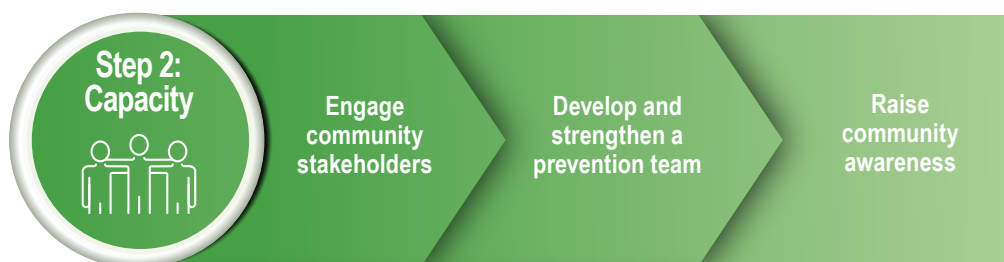 Step 2:
Capacity
Engage
community
stakeholders
Develop and
strengthen a
prevention team
Raise
community
awareness